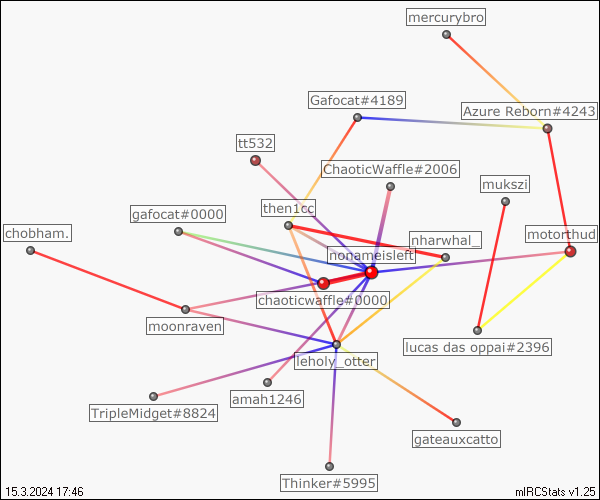 mercurybro
Gafocat#4189
Azure Reborn#4243
tt532
ChaoticWaffle#2006
mukszi
gafocat#0000
then1cc
chobham.
nharwhal_
motorthud
nonameisleft
chaoticwaffle#0000
moonraven
lucas das oppai#2396
leholy_otter
amah1246
TripleMidget#8824
gateauxcatto
Thinker#5995
15.3.2024 17:46
mIRCStats v1.25